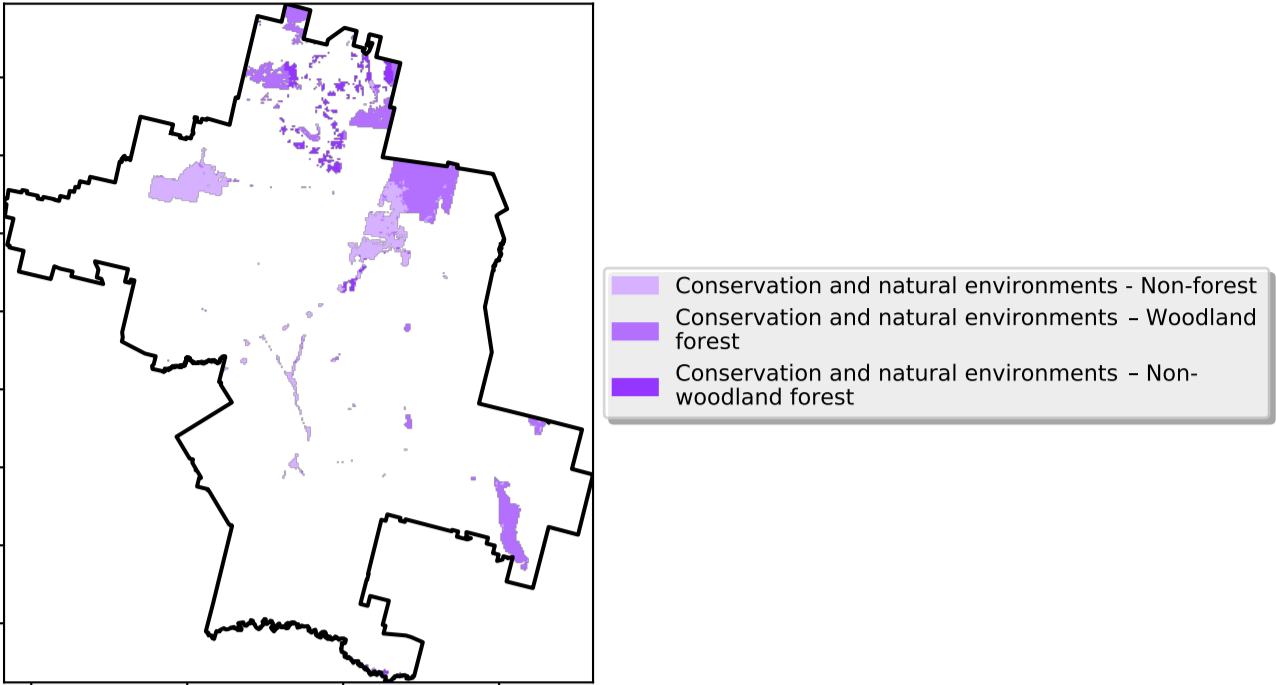 Conservation and natural environments - Non-forest
Conservation and natural environments – Woodland
forest
Conservation and natural environments – Non-
woodland forest